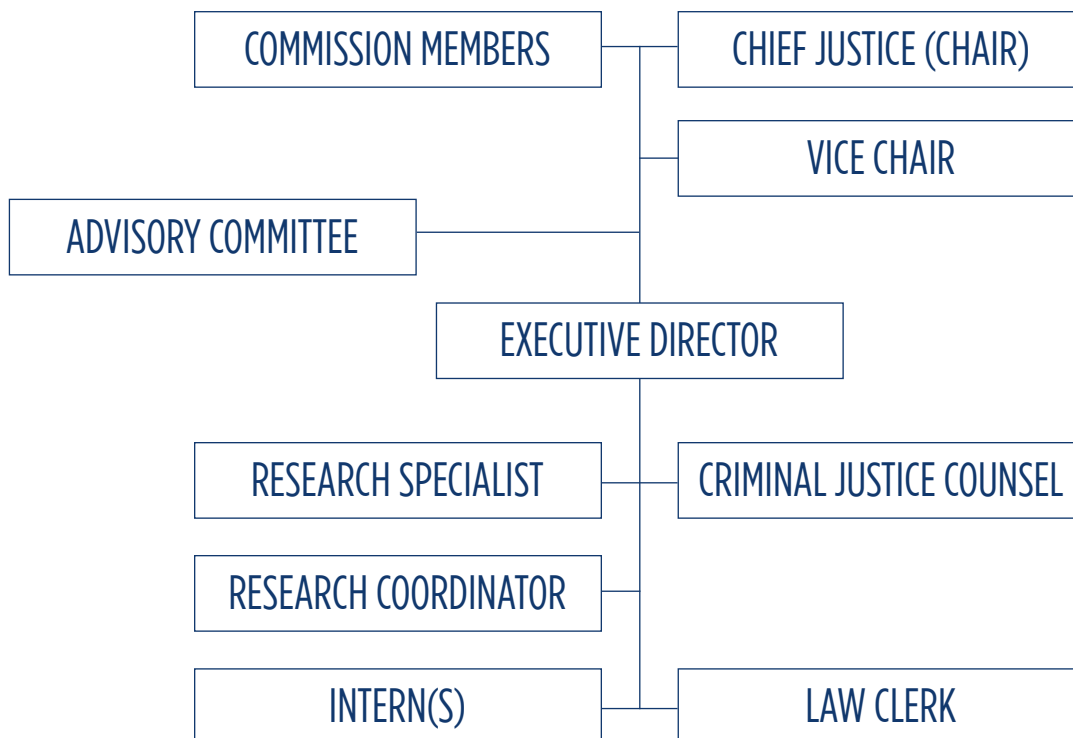 COMMISSION MEMBERS
CHIEF JUSTICE (CHAIR)
VICE CHAIR
ADVISORY COMMITTEE
EXECUTIVE DIRECTOR
RESEARCH SPECIALIST
CRIMINAL JUSTICE COUNSEL
RESEARCH COORDINATOR
INTERN(S)
LAW CLERK